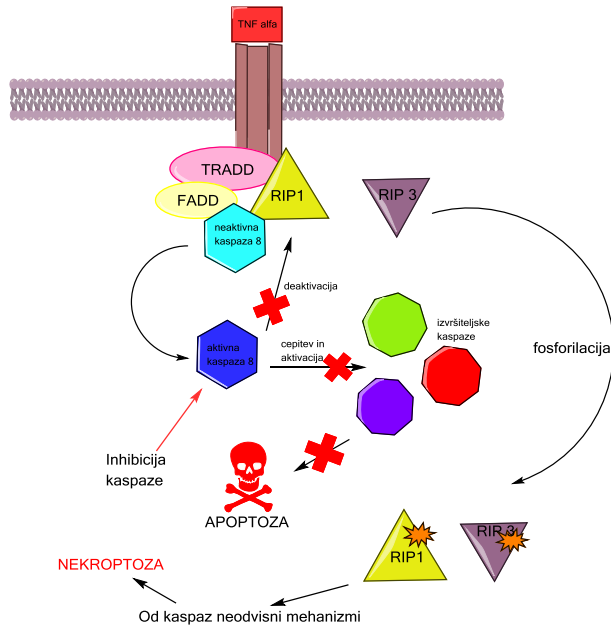 TNF alfa
TRADD
FADD
RIP1
RIP 3
neaktivna
kaspaza 8
deaktivacija
aktivna
kaspaza 8
cepitev in
aktivacija
izvršiteljske
kaspaze
fosforilacija
Inhibicija
kaspaze
APOPTOZA
RIP1
RIP 3
NEKROPTOZA
Od kaspaz neodvisni mehanizmi